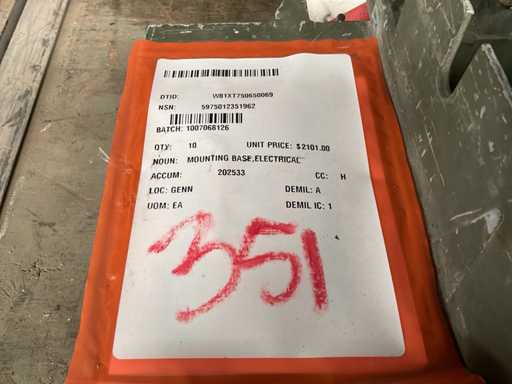 DTID: W81XT750650069
NSN: 5975012351962
BATCH: 1007068126
QTY: 10 UNIT PRICE: $2101.00
NOUN: MOUNTING BASE,ELECTRICAL
ACCUM: 202533 CC: H
LOC: GENN DEMIL: A
UOM: EA DEMIL IC: 1
351